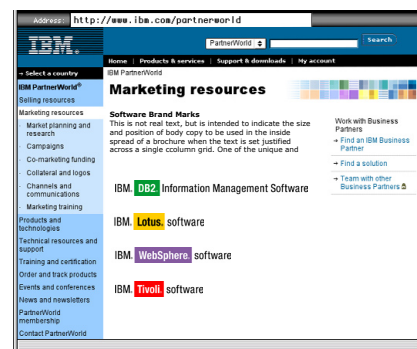 Address: http://www.ibm.com/partnerworld
IBM.
PartnerWorld
Search
Home | Products & services | Support & downloads | My account
→ Select a country
IBM PartnerWorld
IBM PartnerWorld®
Marketing resources
Selling resources
Marketing resources
- Market planning and
research
- Campaigns
- Co-marketing funding
- Collateral and logos
- Channels and
communications
- Marketing training
Products and
technologies
Technical resources and
support
Training and certification
Order and track products
Events and conferences
News and newsletters
PartnerWorld
membership
Contact PartnerWorld
Software Brand Marks
This is not real text, but is intended to indicate the size
and position of body copy to be used in the inside
spread of a brochure when the text is set justified
across a single ccolumn grid. One of the unique and
IBM. DB2. Information Management Software
IBM. Lotus. software
IBM. WebSphere. software
IBM. Tivoli. software
Work with Business
Partners
→ Find an IBM Business
Partner
→ Find a solution
→ Team with other
Business Partners